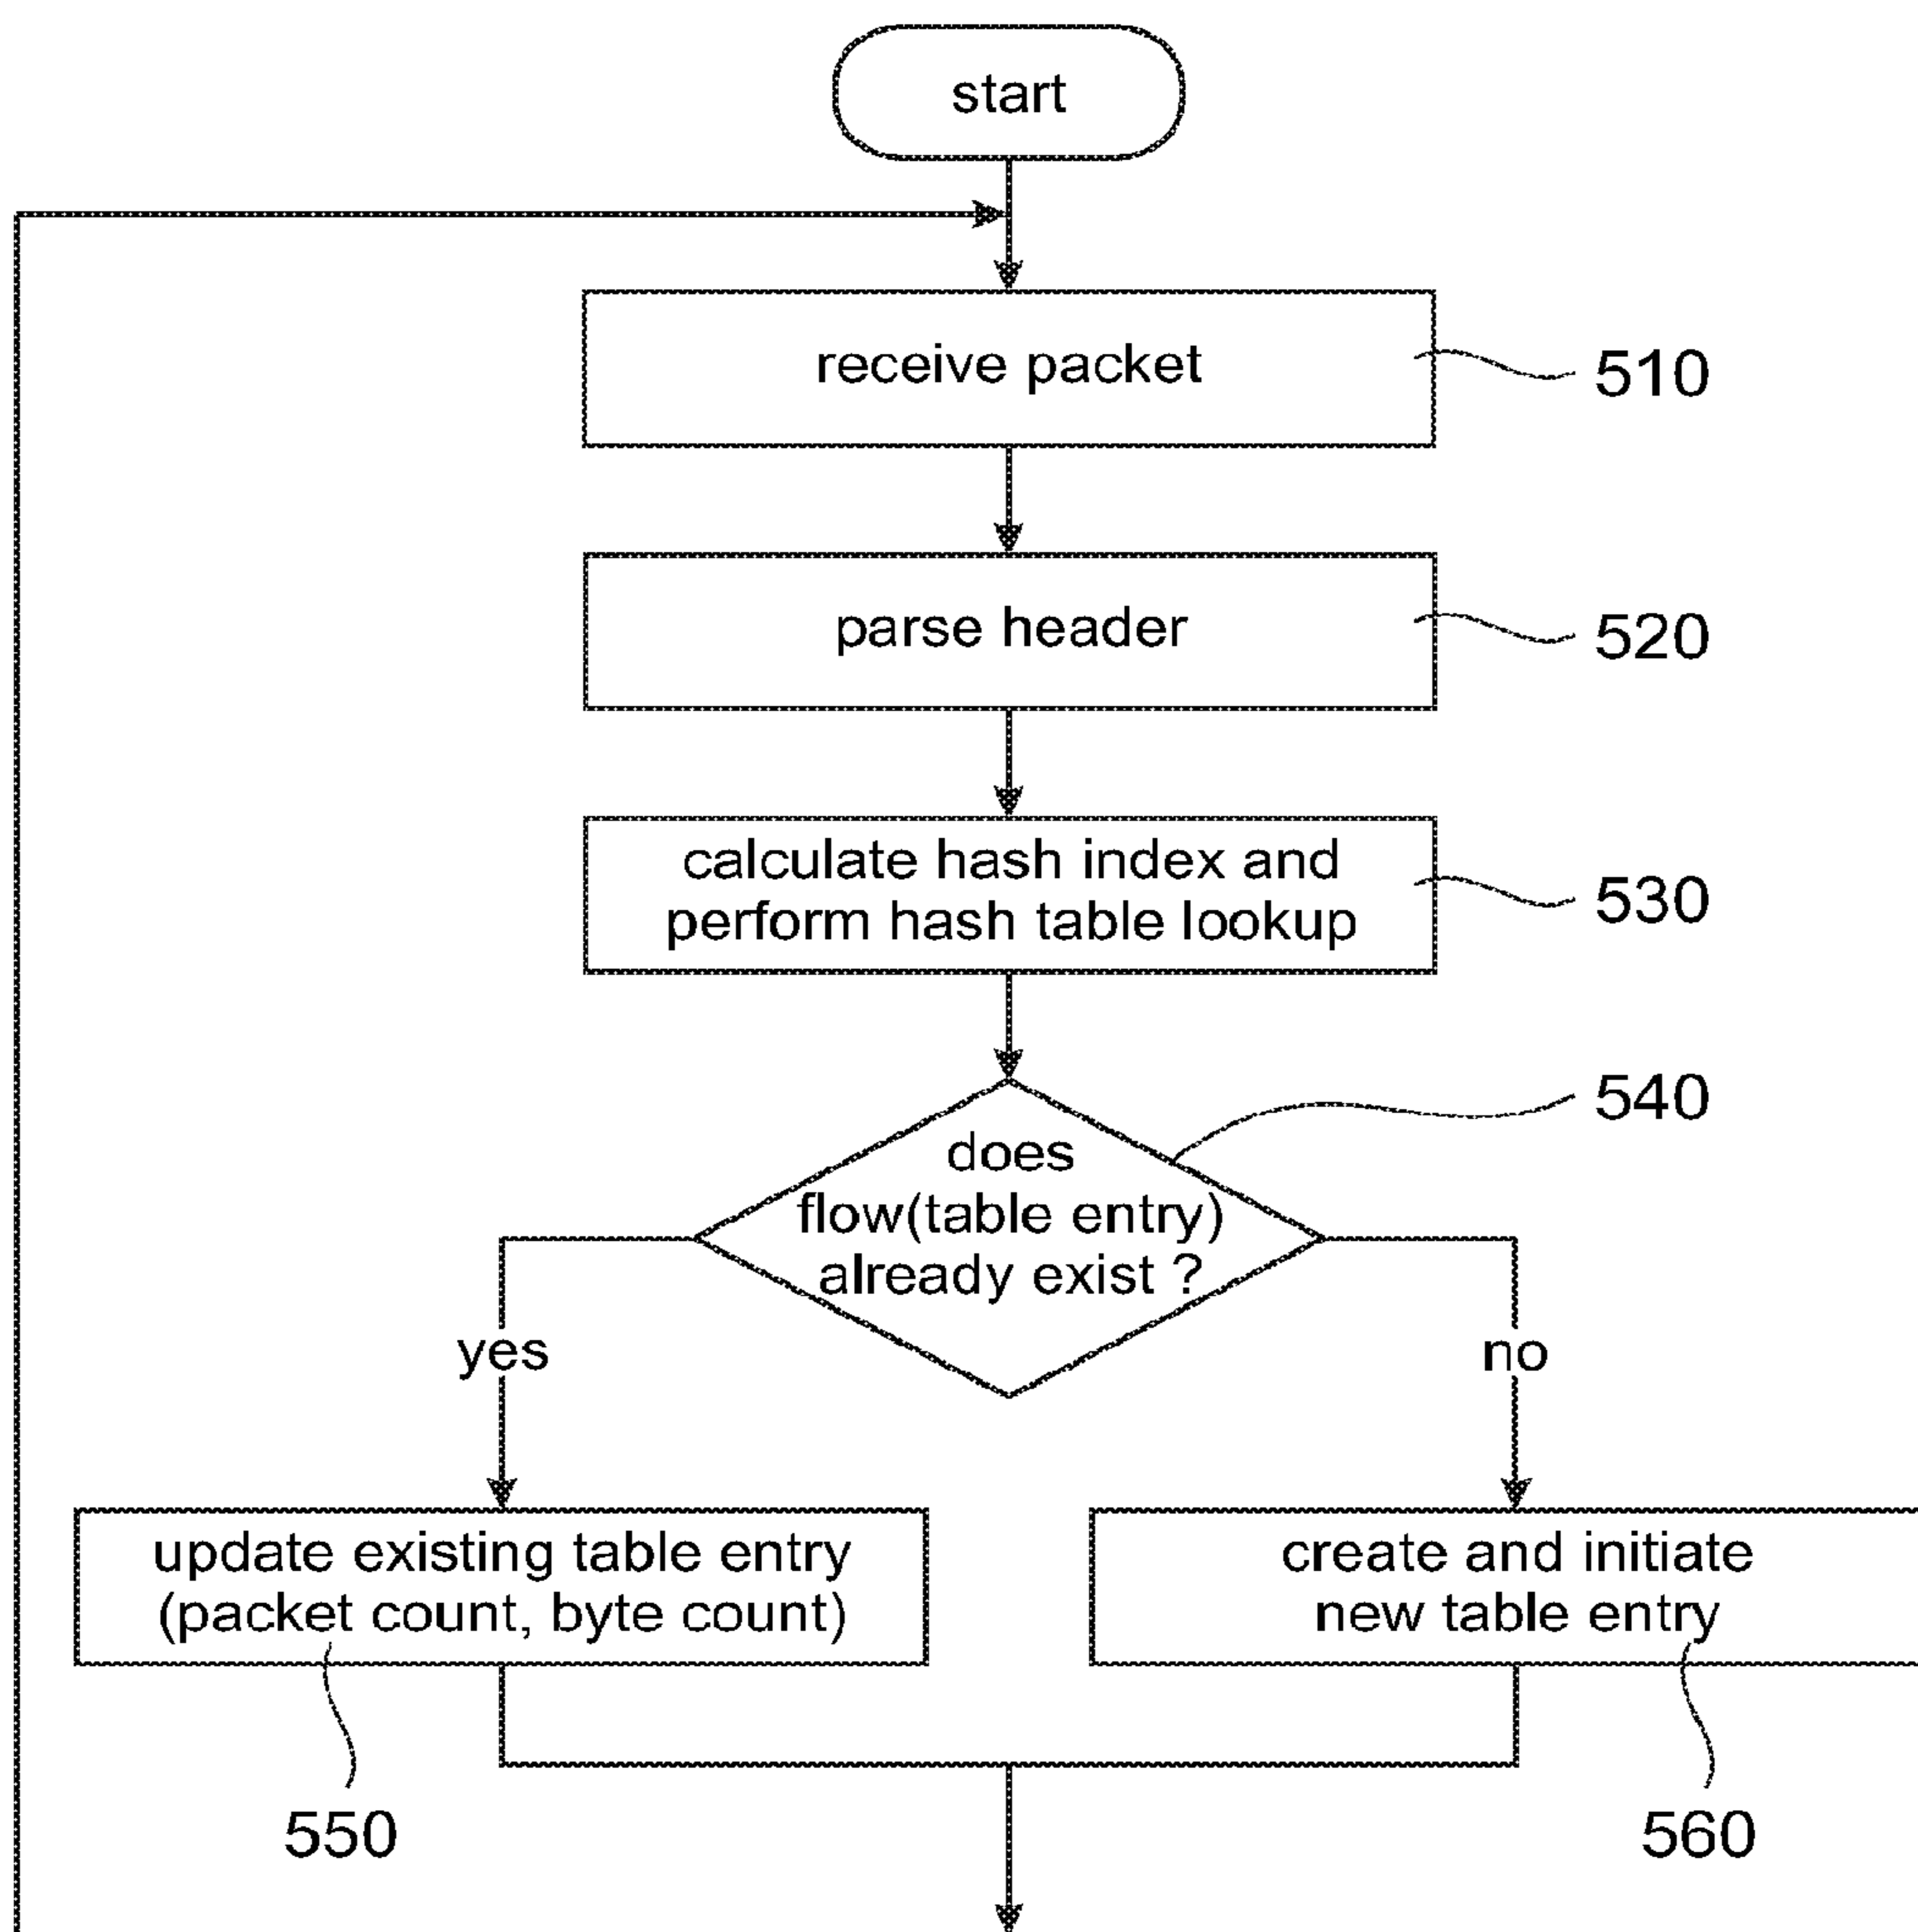 start
receive packet
510
parse header
520
calculate hash index and
perform hash table lookup
530
540
does
flow(table entry)
already exist ?
yes
no
update existing table entry
(packet count, byte count)
create and initiate
new table entry
550
560